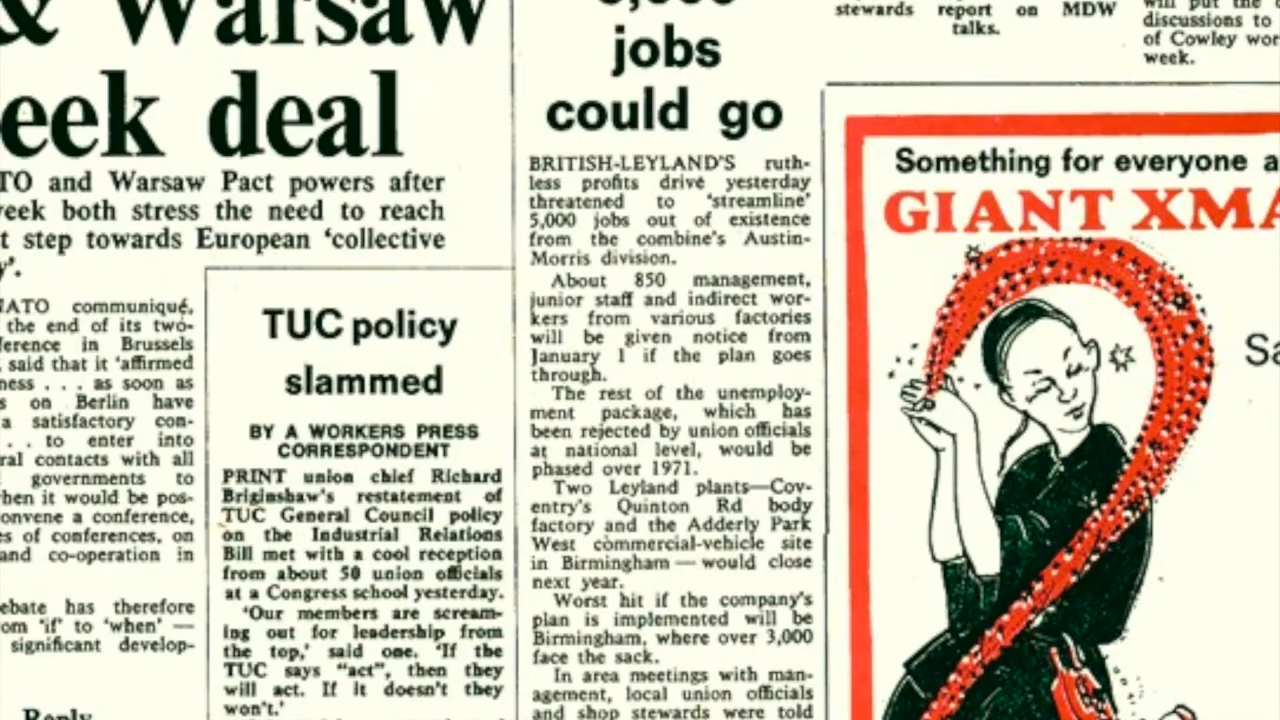 & Warsaw
eek deal
TO and Warsaw Pact powers after
week both stress the need to reach
t step towards European 'collective
y'.
NATO communiqué,
the end of its two-
ference in Brussels
said that it 'affirmed
ness . . . as soon as
s on Berlin have
a satisfactory con-
. . to enter into
ral contacts with all
governments to
when it would be pos-
convene a conference,
es of conferences, on
and co-operation in
ebate has therefore
om 'if' to 'when' —
significant develop-
Reply
TUC policy
slammed
BY A WORKERS PRESS
CORRESPONDENT
PRINT union chief Richard
Briginshaw's restatement of
TUC General Council policy
on the Industrial Relations
Bill met with a cool reception
from about 50 union officials
at a Congress school yesterday.
'Our members are scream-
ing out for leadership from
the top,' said one. 'If the
TUC says "act", then they
will act. If it doesn't they
won't.'
jobs
could go
BRITISH-LEYLAND'S ruth-
less profits drive yesterday
threatened to 'streamline'
5,000 jobs out of existence
from the combine's Austin-
Morris division.
About 850 management,
junior staff and indirect wor-
kers from various factories
will be given notice from
January 1 if the plan goes
through.
The rest of the unemploy-
ment package, which has
been rejected by union officials
at national level, would be
phased over 1971.
Two Leyland plants—Cov-
entry's Quinton Rd body
factory and the Adderly Park
West commercial-vehicle site
in Birmingham — would close
next year.
Worst hit if the company's
plan is implemented will be
Birmingham, where over 3,000
face the sack.
In area meetings with man-
agement, local union officials
and shop stewards were told
stewards report on MDW
talks.
will put the
discussions to
of Cowley wor
week.
Something for everyone a
GIANT XMA
Sa